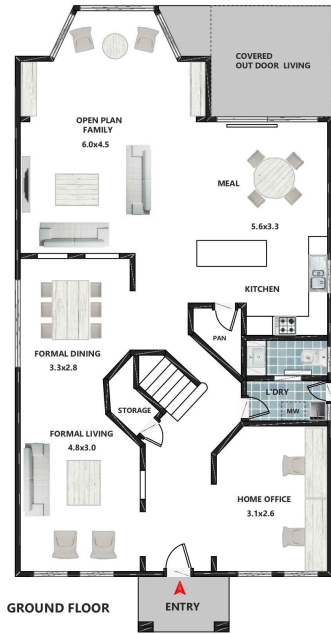 COVERED
OUT DOOR LIVING
OPEN PLAN
FAMILY
6.0x4.5
MEAL
5.6x3.3
KITCHEN
PAN
FORMAL DINING
3.3x2.8
L'DRY
MW
STORAGE
FORMAL LIVING
4.8x3.0
HOME OFFICE
3.1x2.6
GROUND FLOOR
ENTRY